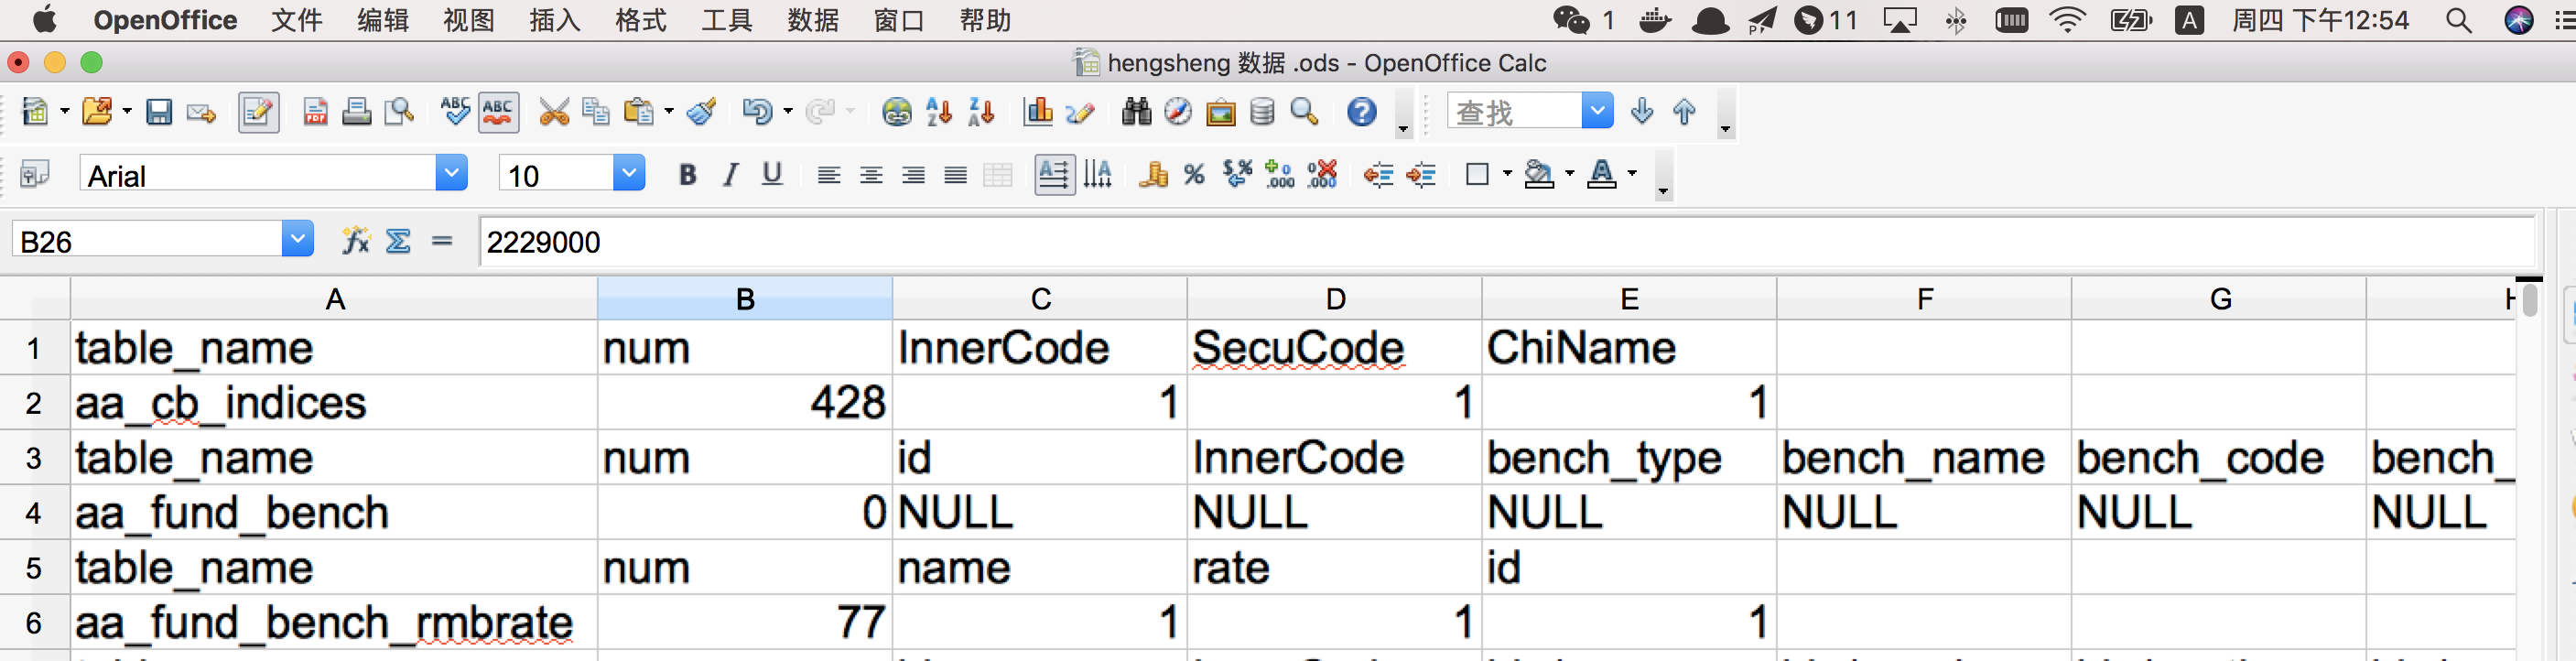 OpenOffice 文件 编辑 视图 插入 格式 工具 数据 窗口 帮助 1 11 A 周四 下午12:54
hengsheng 数据 .ods - OpenOffice Calc
查找
Arial 10
B26 2229000
A B C D E F G
1 table_name num InnerCode SecuCode ChiName
2 aa_cb_indices 428 1 1 1
3 table_name num id InnerCode bench_type bench_name bench_code bench_
4 aa_fund_bench 0 NULL NULL NULL NULL NULL NULL
5 table_name num name rate id
6 aa_fund_bench_rmbrate 77 1 1 1